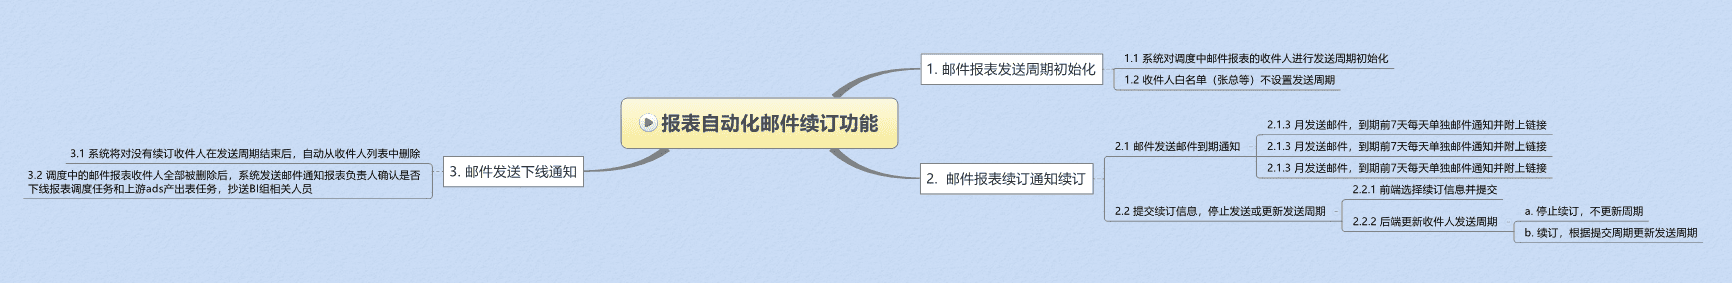 报表自动化邮件续订功能
1. 邮件报表发送周期初始化
1.1 系统对调度中邮件报表的收件人进行发送周期初始化
1.2 收件人白名单（张总等）不设置发送周期
2. 邮件报表续订通知续订
2.1 邮件发送邮件到期通知
2.1.3 月发送邮件，到期前7天每天单独邮件通知并附上链接
2.1.3 月发送邮件，到期前7天每天单独邮件通知并附上链接
2.1.3 月发送邮件，到期前7天每天单独邮件通知并附上链接
2.2 提交续订信息，停止发送或更新发送周期
2.2.1 前端选择续订信息并提交
2.2.2 后端更新收件人发送周期
a. 停止续订，不更新周期
b. 续订，根据提交周期更新发送周期
3. 邮件发送下线通知
3.1 系统将对没有续订收件人在发送周期结束后，自动从收件人列表中删除
3.2 调度中的邮件报表收件人全部被删除后，系统发送邮件通知报表负责人确认是否
下线报表调度任务和上游ads产出表任务，抄送BI组相关人员